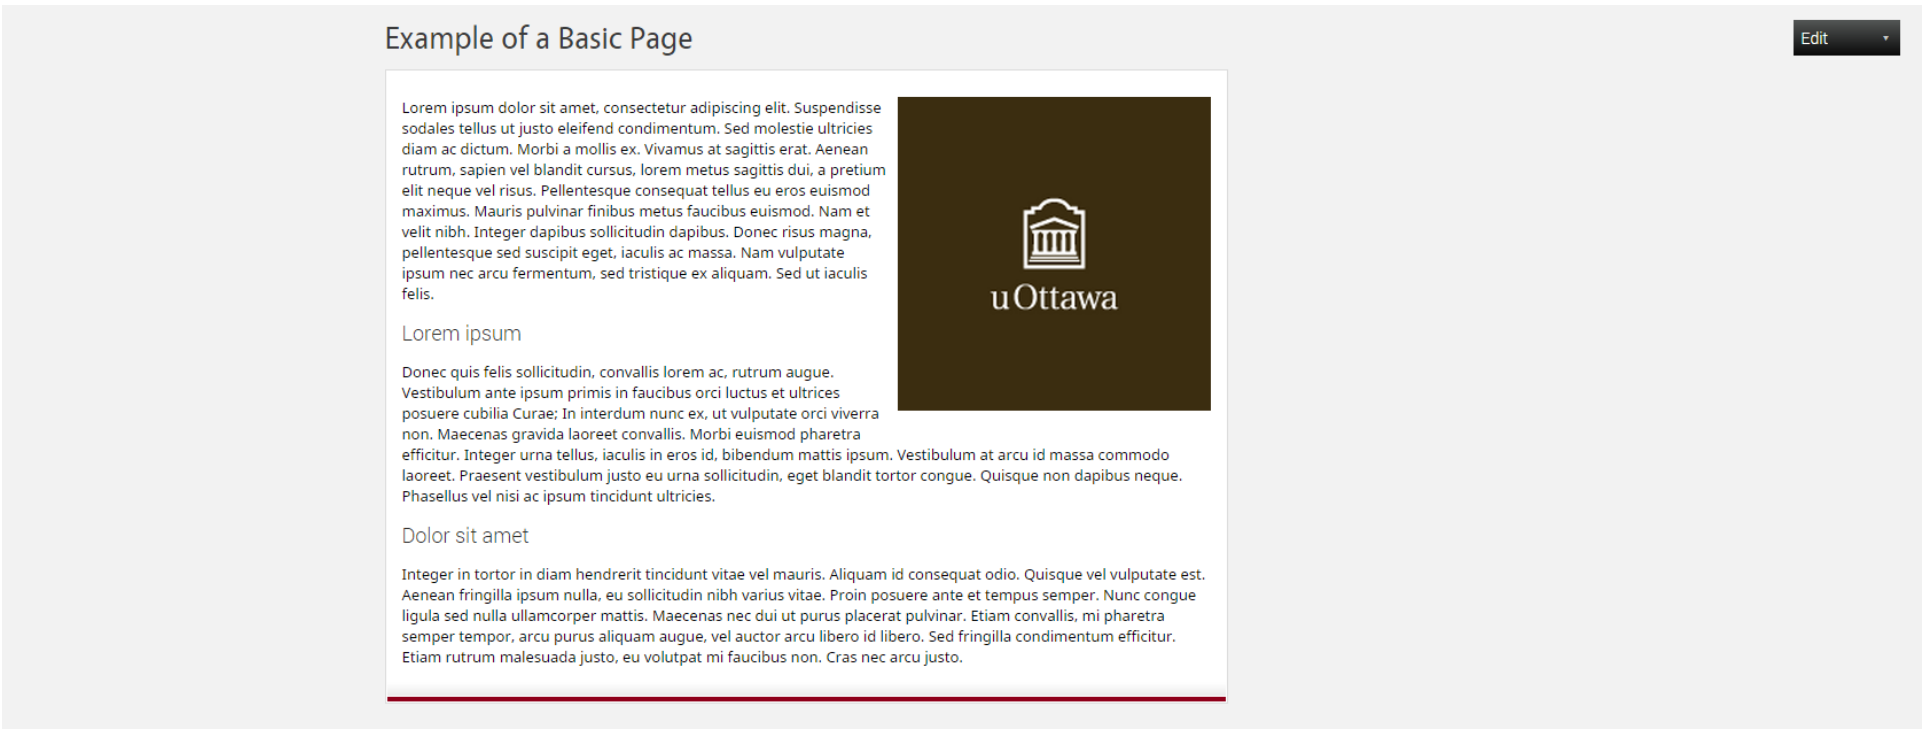 Example of a Basic Page
Edit
Lorem ipsum dolor sit amet, consectetur adipiscing elit. Suspendisse
sodales tellus ut justo eleifend condimentum. Sed molestie ultricies
diam ac dictum. Morbi a mollis ex. Vivamus at sagittis erat. Aenean
rutrum, sapien vel blandit cursus, lorem metus sagittis dui, a pretium
elit neque vel risus. Pellentesque consequat tellus eu eros euismod
maximus. Mauris pulvinar finibus metus faucibus euismod. Nam et
velit nibh. Integer dapibus sollicitudin dapibus. Donec risus magna,
pellentesque sed suscipit eget, iaculis ac massa. Nam vulputate
ipsum nec arcu fermentum, sed tristique ex aliquam. Sed ut iaculis
felis.
uOttawa
Lorem ipsum
Donec quis felis sollicitudin, convallis lorem ac, rutrum augue.
Vestibulum ante ipsum primis in faucibus orci luctus et ultrices
posuere cubilia Curae; In interdum nunc ex, ut vulputate orci viverra
non. Maecenas gravida laoreet convallis. Morbi euismod pharetra
efficitur. Integer urna tellus, iaculis in eros id, bibendum mattis ipsum. Vestibulum at arcu id massa commodo
laoreet. Praesent vestibulum justo eu urna sollicitudin, eget blandit tortor congue. Quisque non dapibus neque.
Phasellus vel nisi ac ipsum tincidunt ultricies.
Dolor sit amet
Integer in tortor in diam hendrerit tincidunt vitae vel mauris. Aliquam id consequat odio. Quisque vel vulputate est.
Aenean fringilla ipsum nulla, eu sollicitudin nibh varius vitae. Proin posuere ante et tempus semper. Nunc congue
ligula sed nulla ullamcorper mattis. Maecenas nec dui ut purus placerat pulvinar. Etiam convallis, mi pharetra
semper tempor, arcu purus aliquam augue, vel auctor arcu libero id libero. Sed fringilla condimentum efficitur.
Etiam rutrum malesuada justo, eu volutpat mi faucibus non. Cras nec arcu justo.